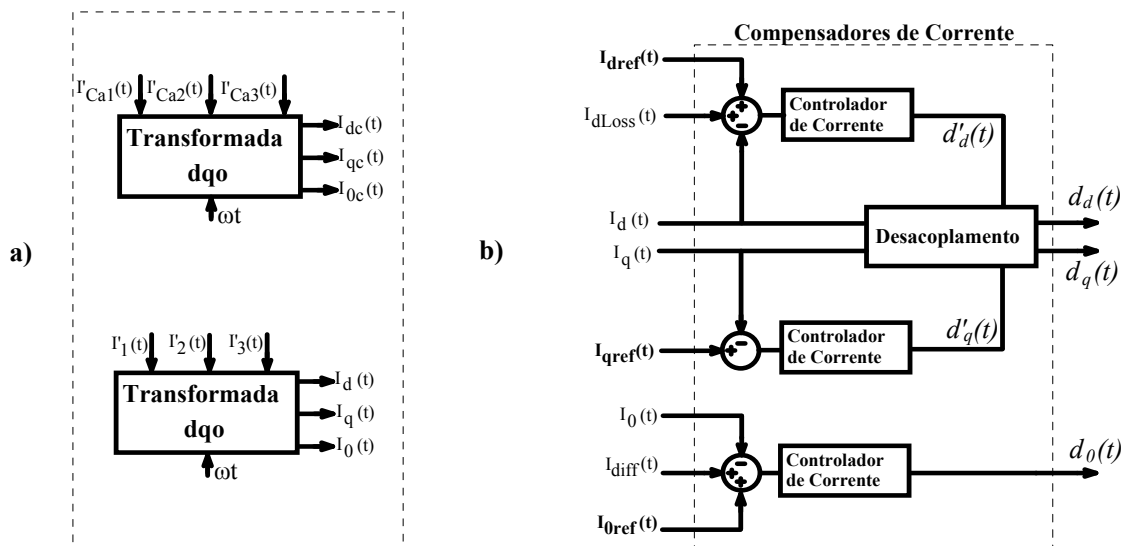 a)
I'Ca1(t) I'Ca2(t) I'Ca3(t)
Transformada
dqo
Idc(t)
Iqc(t)
I0c(t)
ωt
I'1(t) I'2(t) I'3(t)
Transformada
dqo
Id(t)
Iq(t)
I0(t)
ωt
b)
Compensadores de Corrente
Idref(t)
IdLoss(t)
+
+
−
Controlador
de Corrente
d'd(t)
Id(t)
Iq(t)
Desacoplamento
dd(t)
dq(t)
d'q(t)
−
Iqref(t)
Controlador
de Corrente
I0(t)
Idiff(t)
I0ref(t)
−
+
+
Controlador
de Corrente
d0(t)